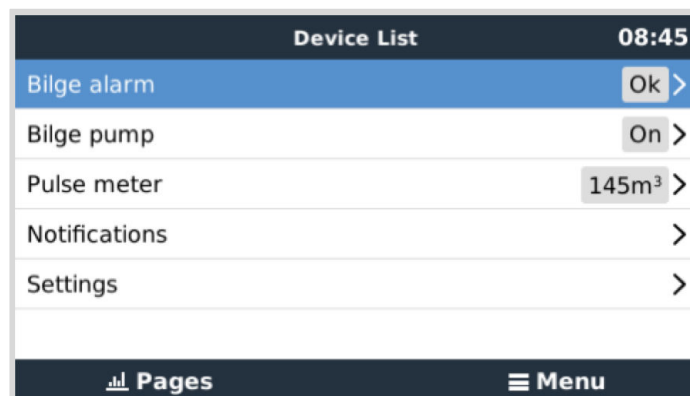 Device List 08:45
Bilge alarm Ok
Bilge pump On
Pulse meter 145m³
Notifications
Settings
Pages Menu